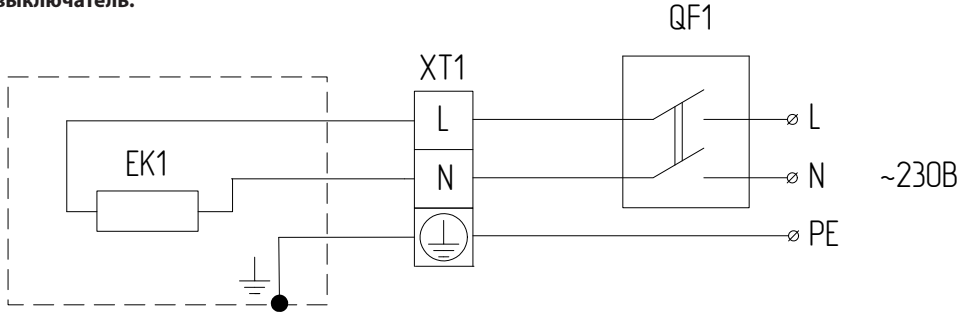 выключатель.
QF1
XT1
L
L
EK1
N
N
~230В
PE